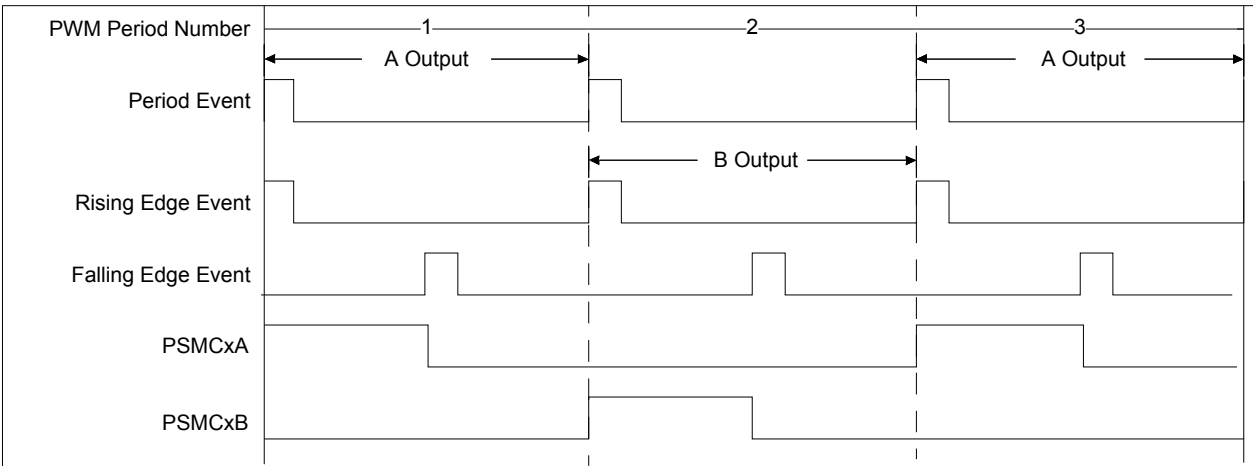 PWM Period Number
1
2
3
A Output
A Output
Period Event
B Output
Rising Edge Event
Falling Edge Event
PSMCxA
PSMCxB